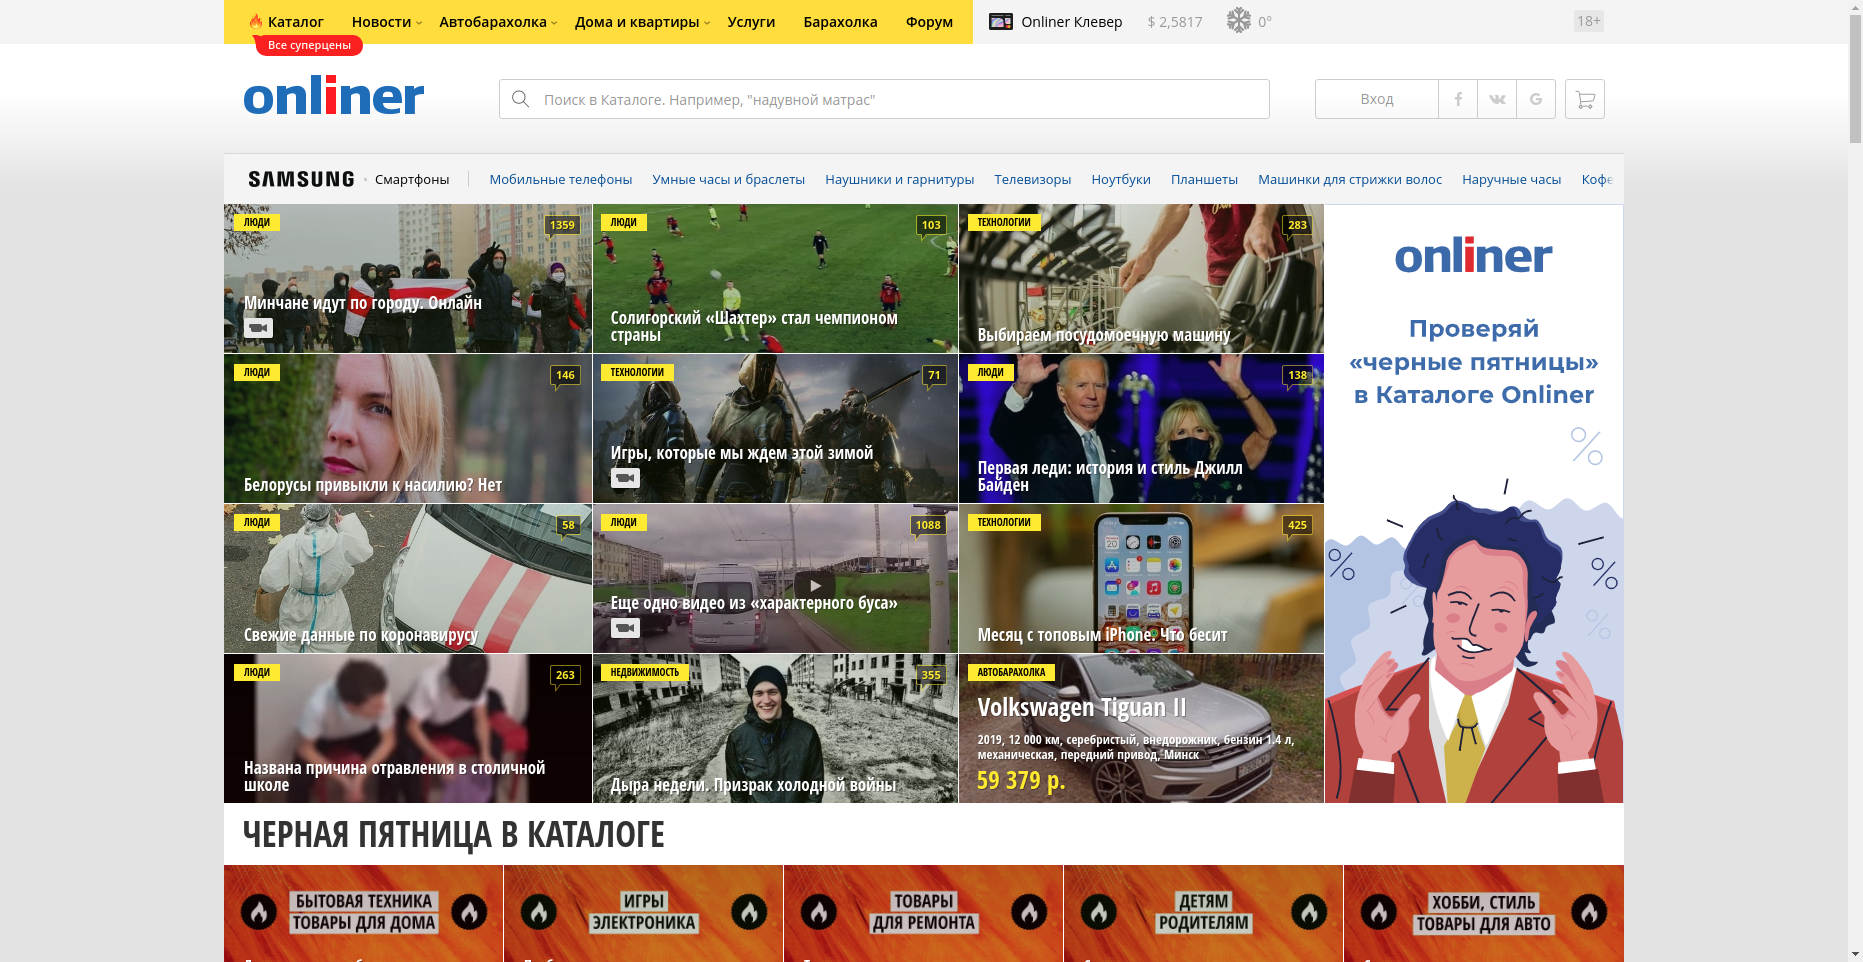 Каталог
Новости
Автобарахолка
Дома и квартиры
Услуги
Барахолка
Форум
Onliner Клевер
$ 2,5817
0°
18+
Все суперцены
onliner
Поиск в Каталоге. Например, "надувной матрас"
Вход
SAMSUNG
Смартфоны
Мобильные телефоны
Умные часы и браслеты
Наушники и гарнитуры
Телевизоры
Ноутбуки
Планшеты
Машинки для стрижки волос
Наручные часы
Кофе
ЛЮДИ
1359
Минчане идут по городу. Онлайн
ЛЮДИ
103
Солигорский «Шахтер» стал чемпионом
страны
ТЕХНОЛОГИИ
283
Выбираем посудомоечную машину
ЛЮДИ
146
Белорусы привыкли к насилию? Нет
ТЕХНОЛОГИИ
71
Игры, которые мы ждем этой зимой
ЛЮДИ
138
Первая леди: история и стиль Джилл
Байден
ЛЮДИ
58
Свежие данные по коронавирусу
ЛЮДИ
1088
Еще одно видео из «характерного буса»
ТЕХНОЛОГИИ
425
Месяц с топовым iPhone. Что бесит
ЛЮДИ
263
Названа причина отравления в столичной
школе
НЕДВИЖИМОСТЬ
355
Дыра недели. Призрак холодной войны
АВТОБАРАХОЛКА
Volkswagen Tiguan II
2019, 12 000 км, серебристый, внедорожник, бензин 1.4 л,
механическая, передний привод, Минск
59 379 р.
onliner
Проверяй
«черные пятницы»
в Каталоге Onliner
ЧЕРНАЯ ПЯТНИЦА В КАТАЛОГЕ
БЫТОВАЯ ТЕХНИКА
ТОВАРЫ ДЛЯ ДОМА
ИГРЫ
ЭЛЕКТРОНИКА
ТОВАРЫ
ДЛЯ РЕМОНТА
ДЕТЯМ
РОДИТЕЛЯМ
ХОББИ, СТИЛЬ
ТОВАРЫ ДЛЯ АВТО